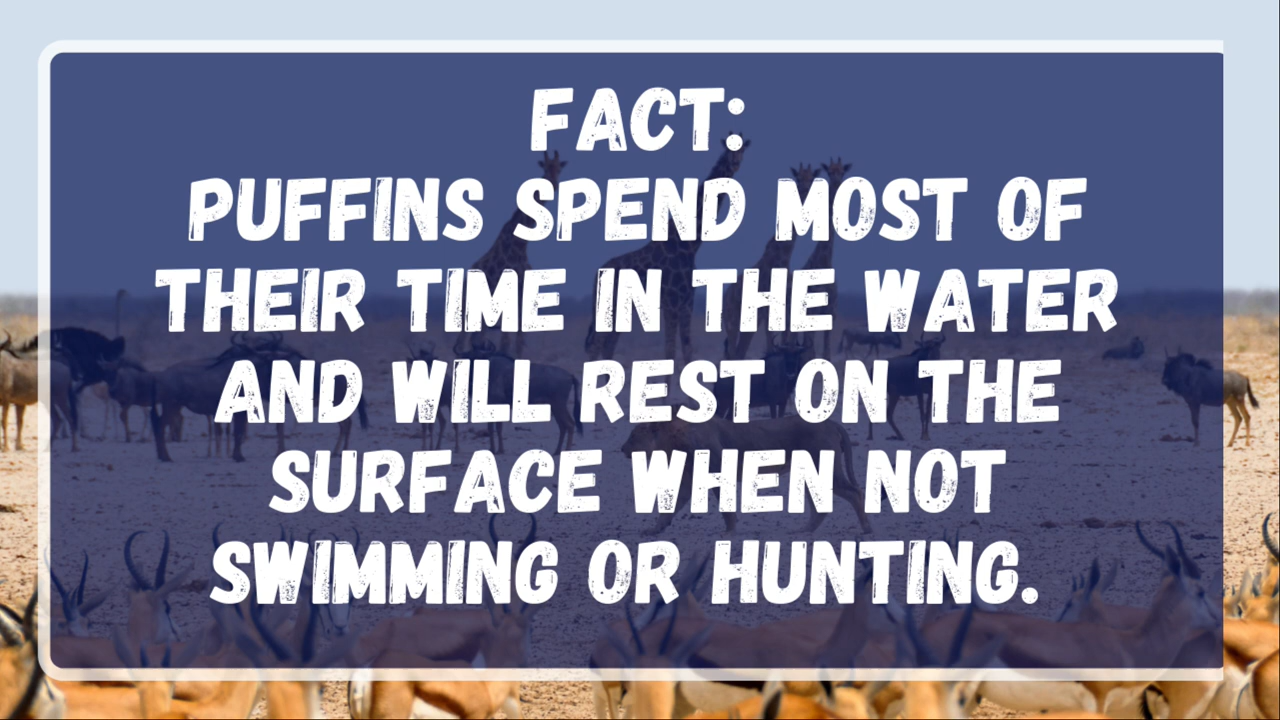 FACT:
PUFFINS SPEND MOST OF
THEIR TIME IN THE WATER
AND WILL REST ON THE
SURFACE WHEN NOT
SWIMMING OR HUNTING.